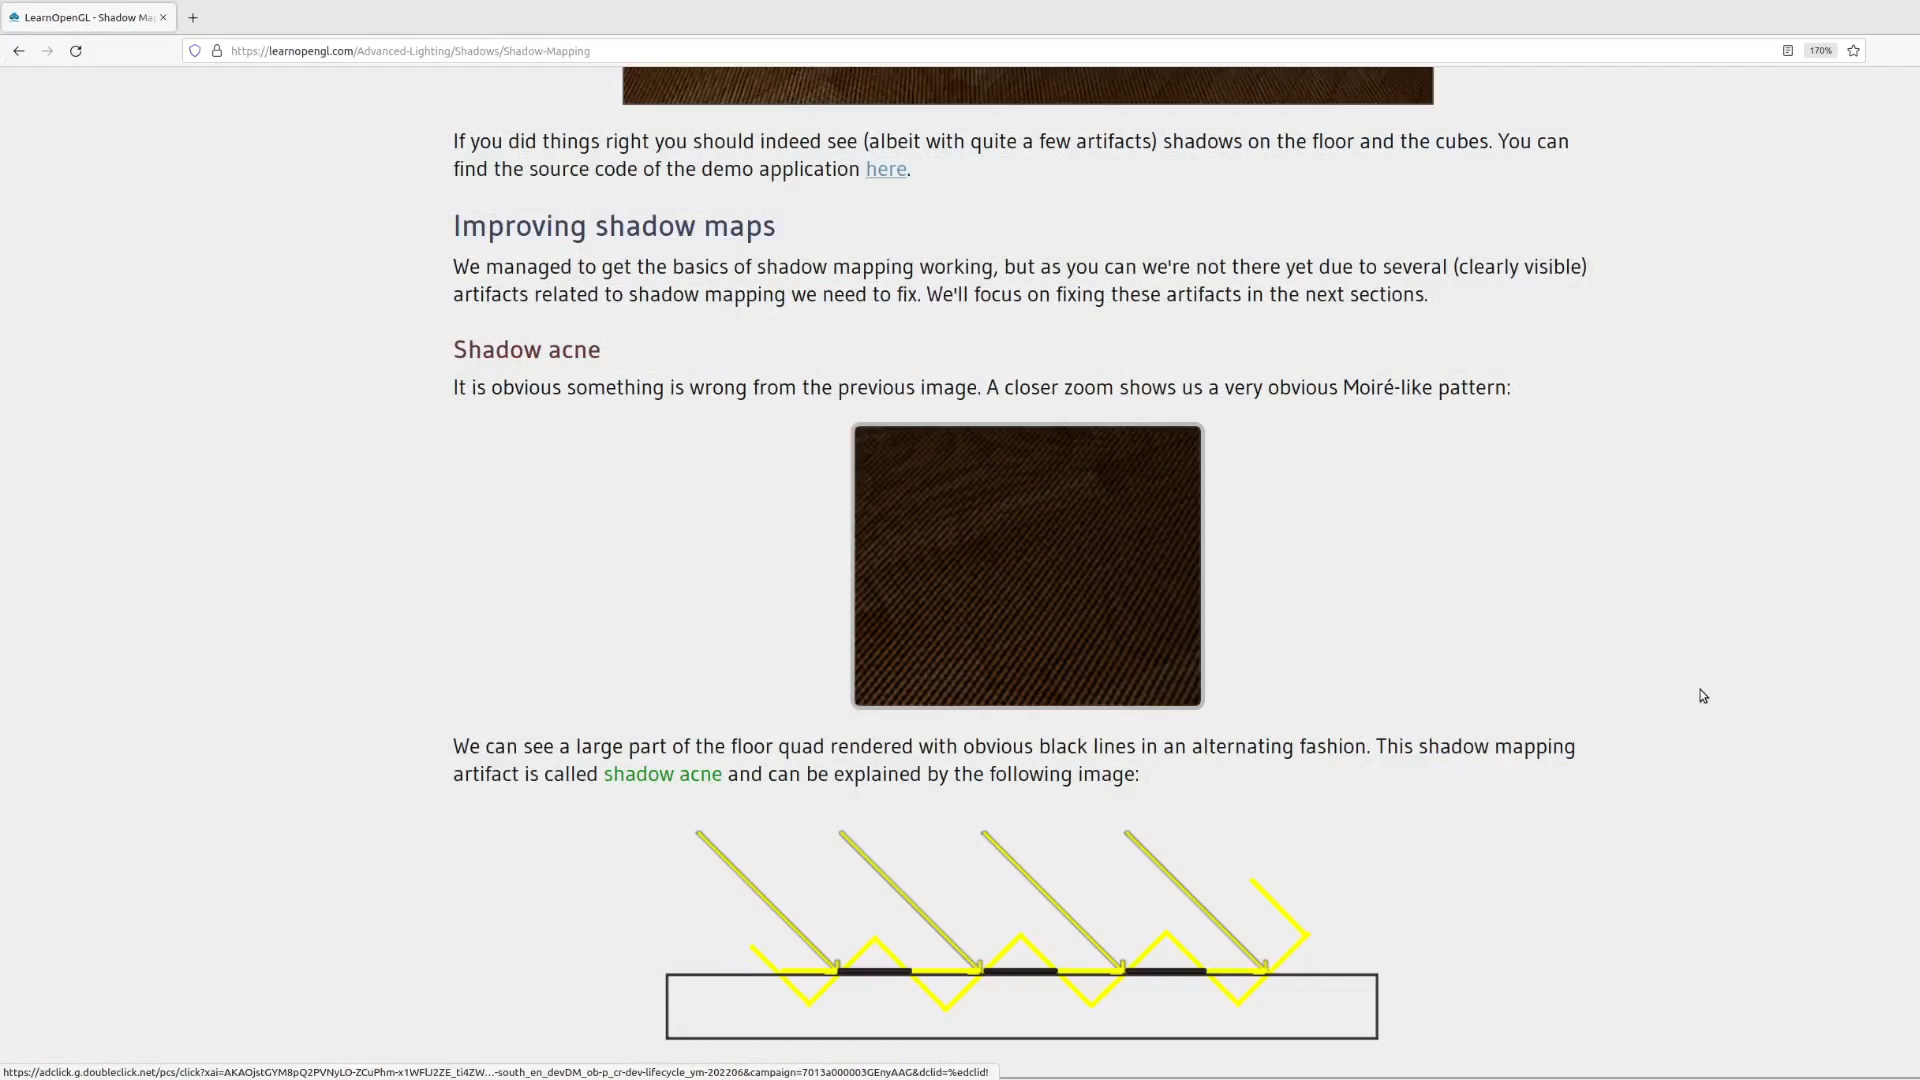 LearnOpenGL - Shadow Ma
https://learnopengl.com/Advanced-Lighting/Shadows/Shadow-Mapping
170%
If you did things right you should indeed see (albeit with quite a few artifacts) shadows on the floor and the cubes. You can
find the source code of the demo application here.
Improving shadow maps
We managed to get the basics of shadow mapping working, but as you can we're not there yet due to several (clearly visible)
artifacts related to shadow mapping we need to fix. We'll focus on fixing these artifacts in the next sections.
Shadow acne
It is obvious something is wrong from the previous image. A closer zoom shows us a very obvious Moiré-like pattern:
We can see a large part of the floor quad rendered with obvious black lines in an alternating fashion. This shadow mapping
artifact is called shadow acne and can be explained by the following image: